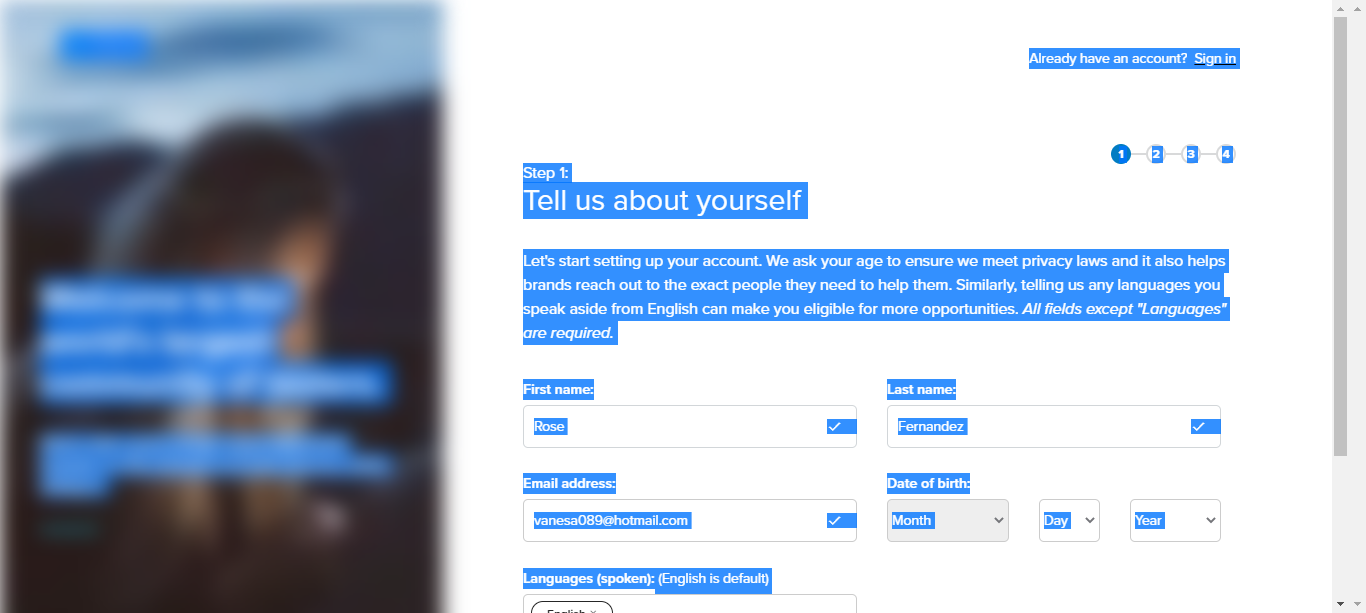 Already have an account? Sign in
1 2 3 4
Step 1:
Tell us about yourself
Let's start setting up your account. We ask your age to ensure we meet privacy laws and it also helps
brands reach out to the exact people they need to help them. Similarly, telling us any languages you
speak aside from English can make you eligible for more opportunities. All fields except "Languages"
are required.
First name: Last name:
Rose Fernandez
Email address: Date of birth:
vanesa089@hotmail.com Month Day Year
Languages (spoken): (English is default)
English ×